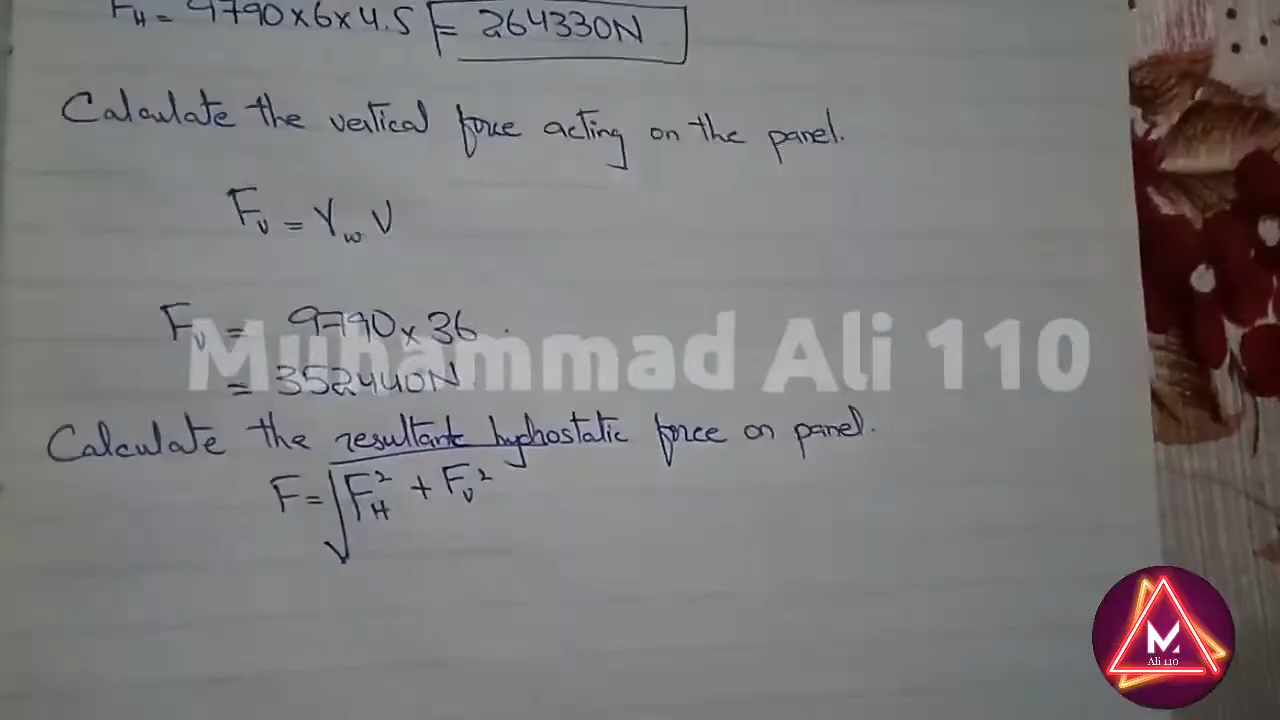 FH = 9790×6×4.5 = 264330N
Calculate the vertical force acting on the panel.
Fv = γw V
Fv = 9790×36.
= 352440N
Muhammad Ali 110
Calculate the resultant hychostatic force on panel.
F = √FH² + Fv²
M
Ali 110